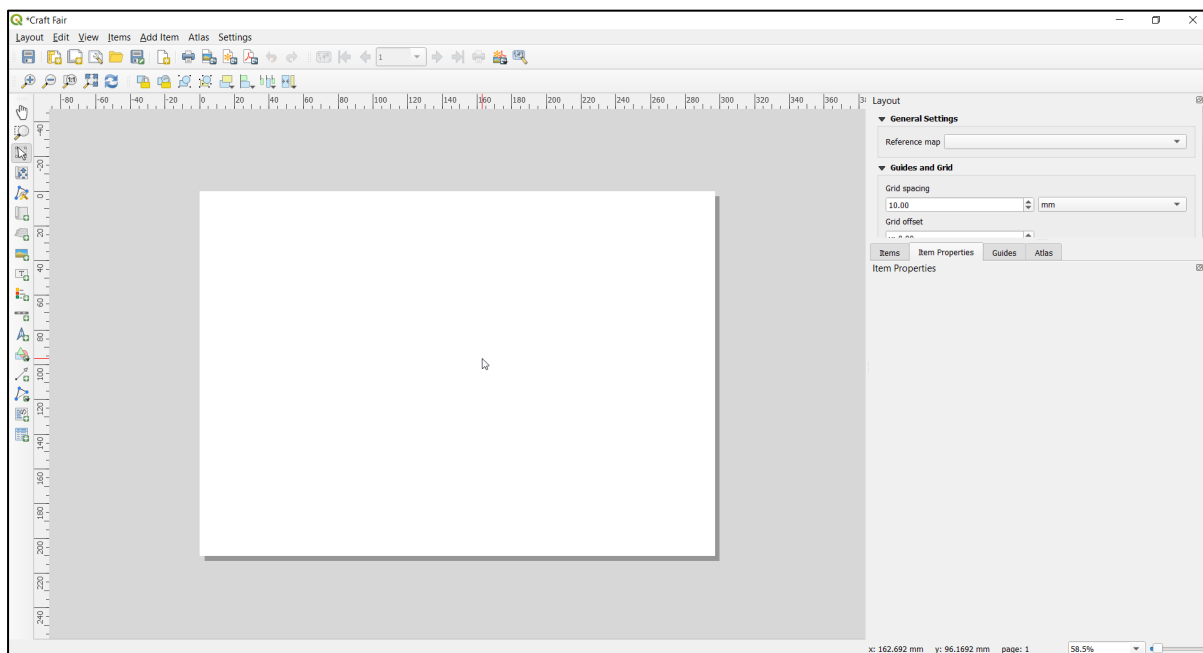 *Craft Fair
Layout Edit View Items Add Item Atlas Settings
1
-80 -60 -40 -20 0 20 40 60 80 100 120 140 160 180 200 220 240 260 280 300 320 340 360
Layout
General Settings
Reference map
Guides and Grid
Grid spacing
10.00 mm
Grid offset
Items Item Properties Guides Atlas
Item Properties
-40
-20
0
20
40
60
80
100
120
140
160
180
200
220
240
x: 162.692 mm y: 96.1692 mm page: 1 58.5%